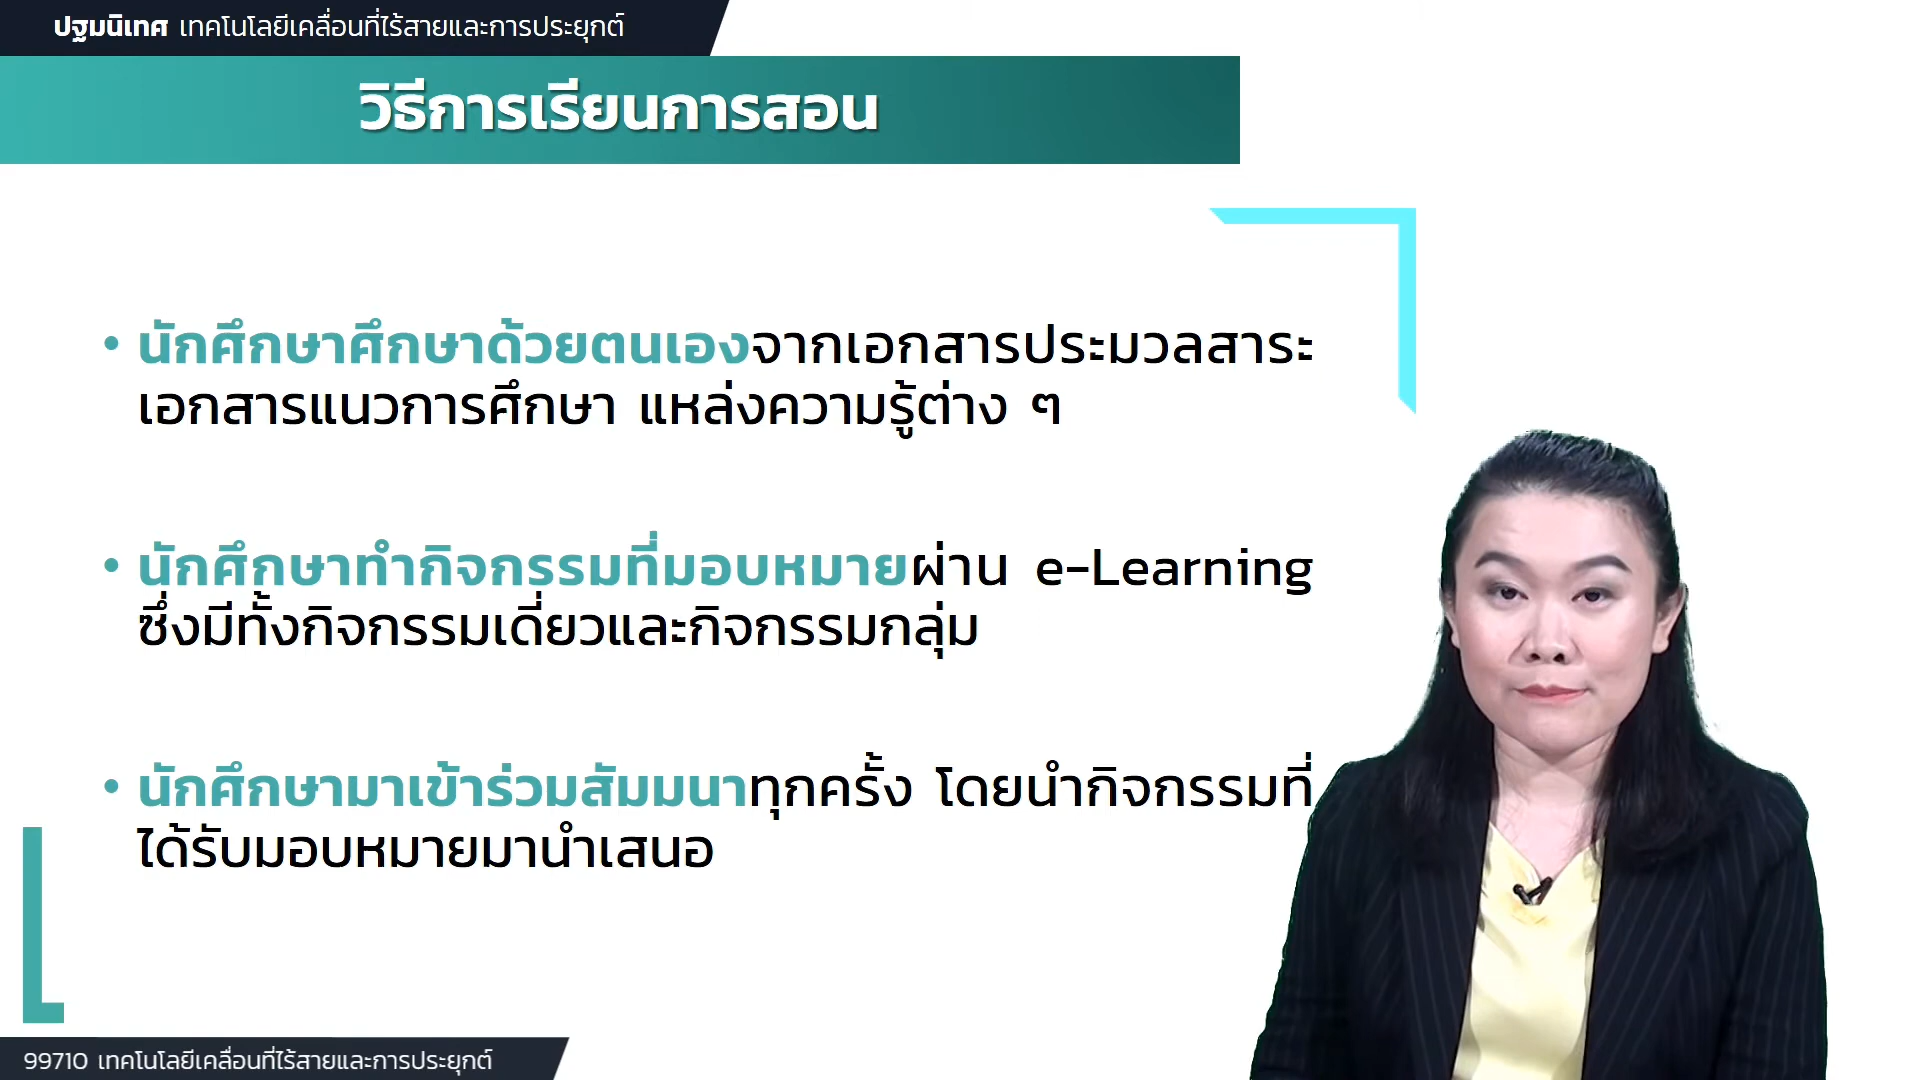 ปฐมนิเทศ เทคโนโลยีเคลื่อนที่ไร้สายและการประยุกต์
วิธีการเรียนการสอน
• นักศึกษาศึกษาด้วยตนเองจากเอกสารประมวลสาระ
เอกสารแนวการศึกษา แหล่งความรู้ต่าง ๆ
• นักศึกษาทำกิจกรรมที่มอบหมายผ่าน e-Learning
ซึ่งมีทั้งกิจกรรมเดี่ยวและกิจกรรมกลุ่ม
• นักศึกษามาเข้าร่วมสัมมนาทุกครั้ง โดยนำกิจกรรมที่
ได้รับมอบหมายมานำเสนอ
99710 เทคโนโลยีเคลื่อนที่ไร้สายและการประยุกต์